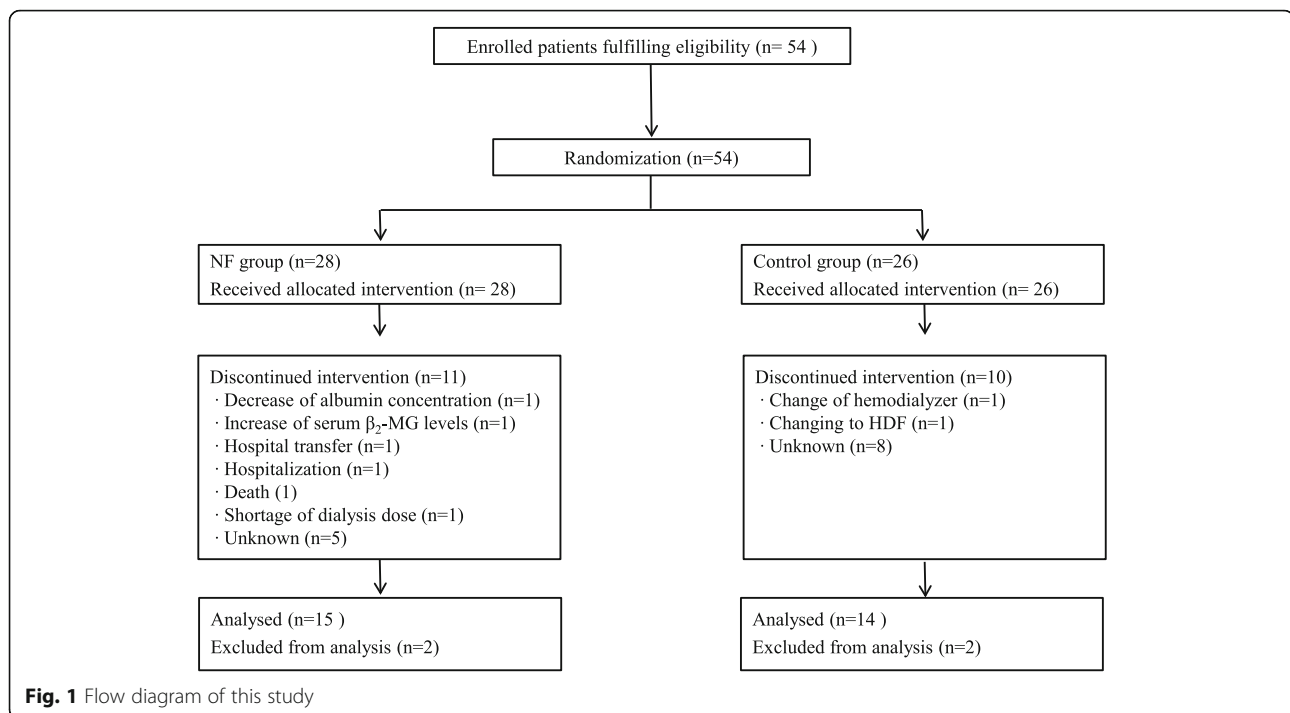 Enrolled patients fulfilling eligibility (n= 54 )
Randomization (n=54)
NF group (n=28)
Received allocated intervention (n= 28)
Control group (n=26)
Received allocated intervention (n= 26)
Discontinued intervention (n=11)
· Decrease of albumin concentration (n=1)
· Increase of serum β₂-MG levels (n=1)
· Hospital transfer (n=1)
· Hospitalization (n=1)
· Death (1)
· Shortage of dialysis dose (n=1)
· Unknown (n=5)
Discontinued intervention (n=10)
· Change of hemodialyzer (n=1)
· Changing to HDF (n=1)
· Unknown (n=8)
Analysed (n=15 )
Excluded from analysis (n=2)
Analysed (n=14 )
Excluded from analysis (n=2)
Fig. 1 Flow diagram of this study